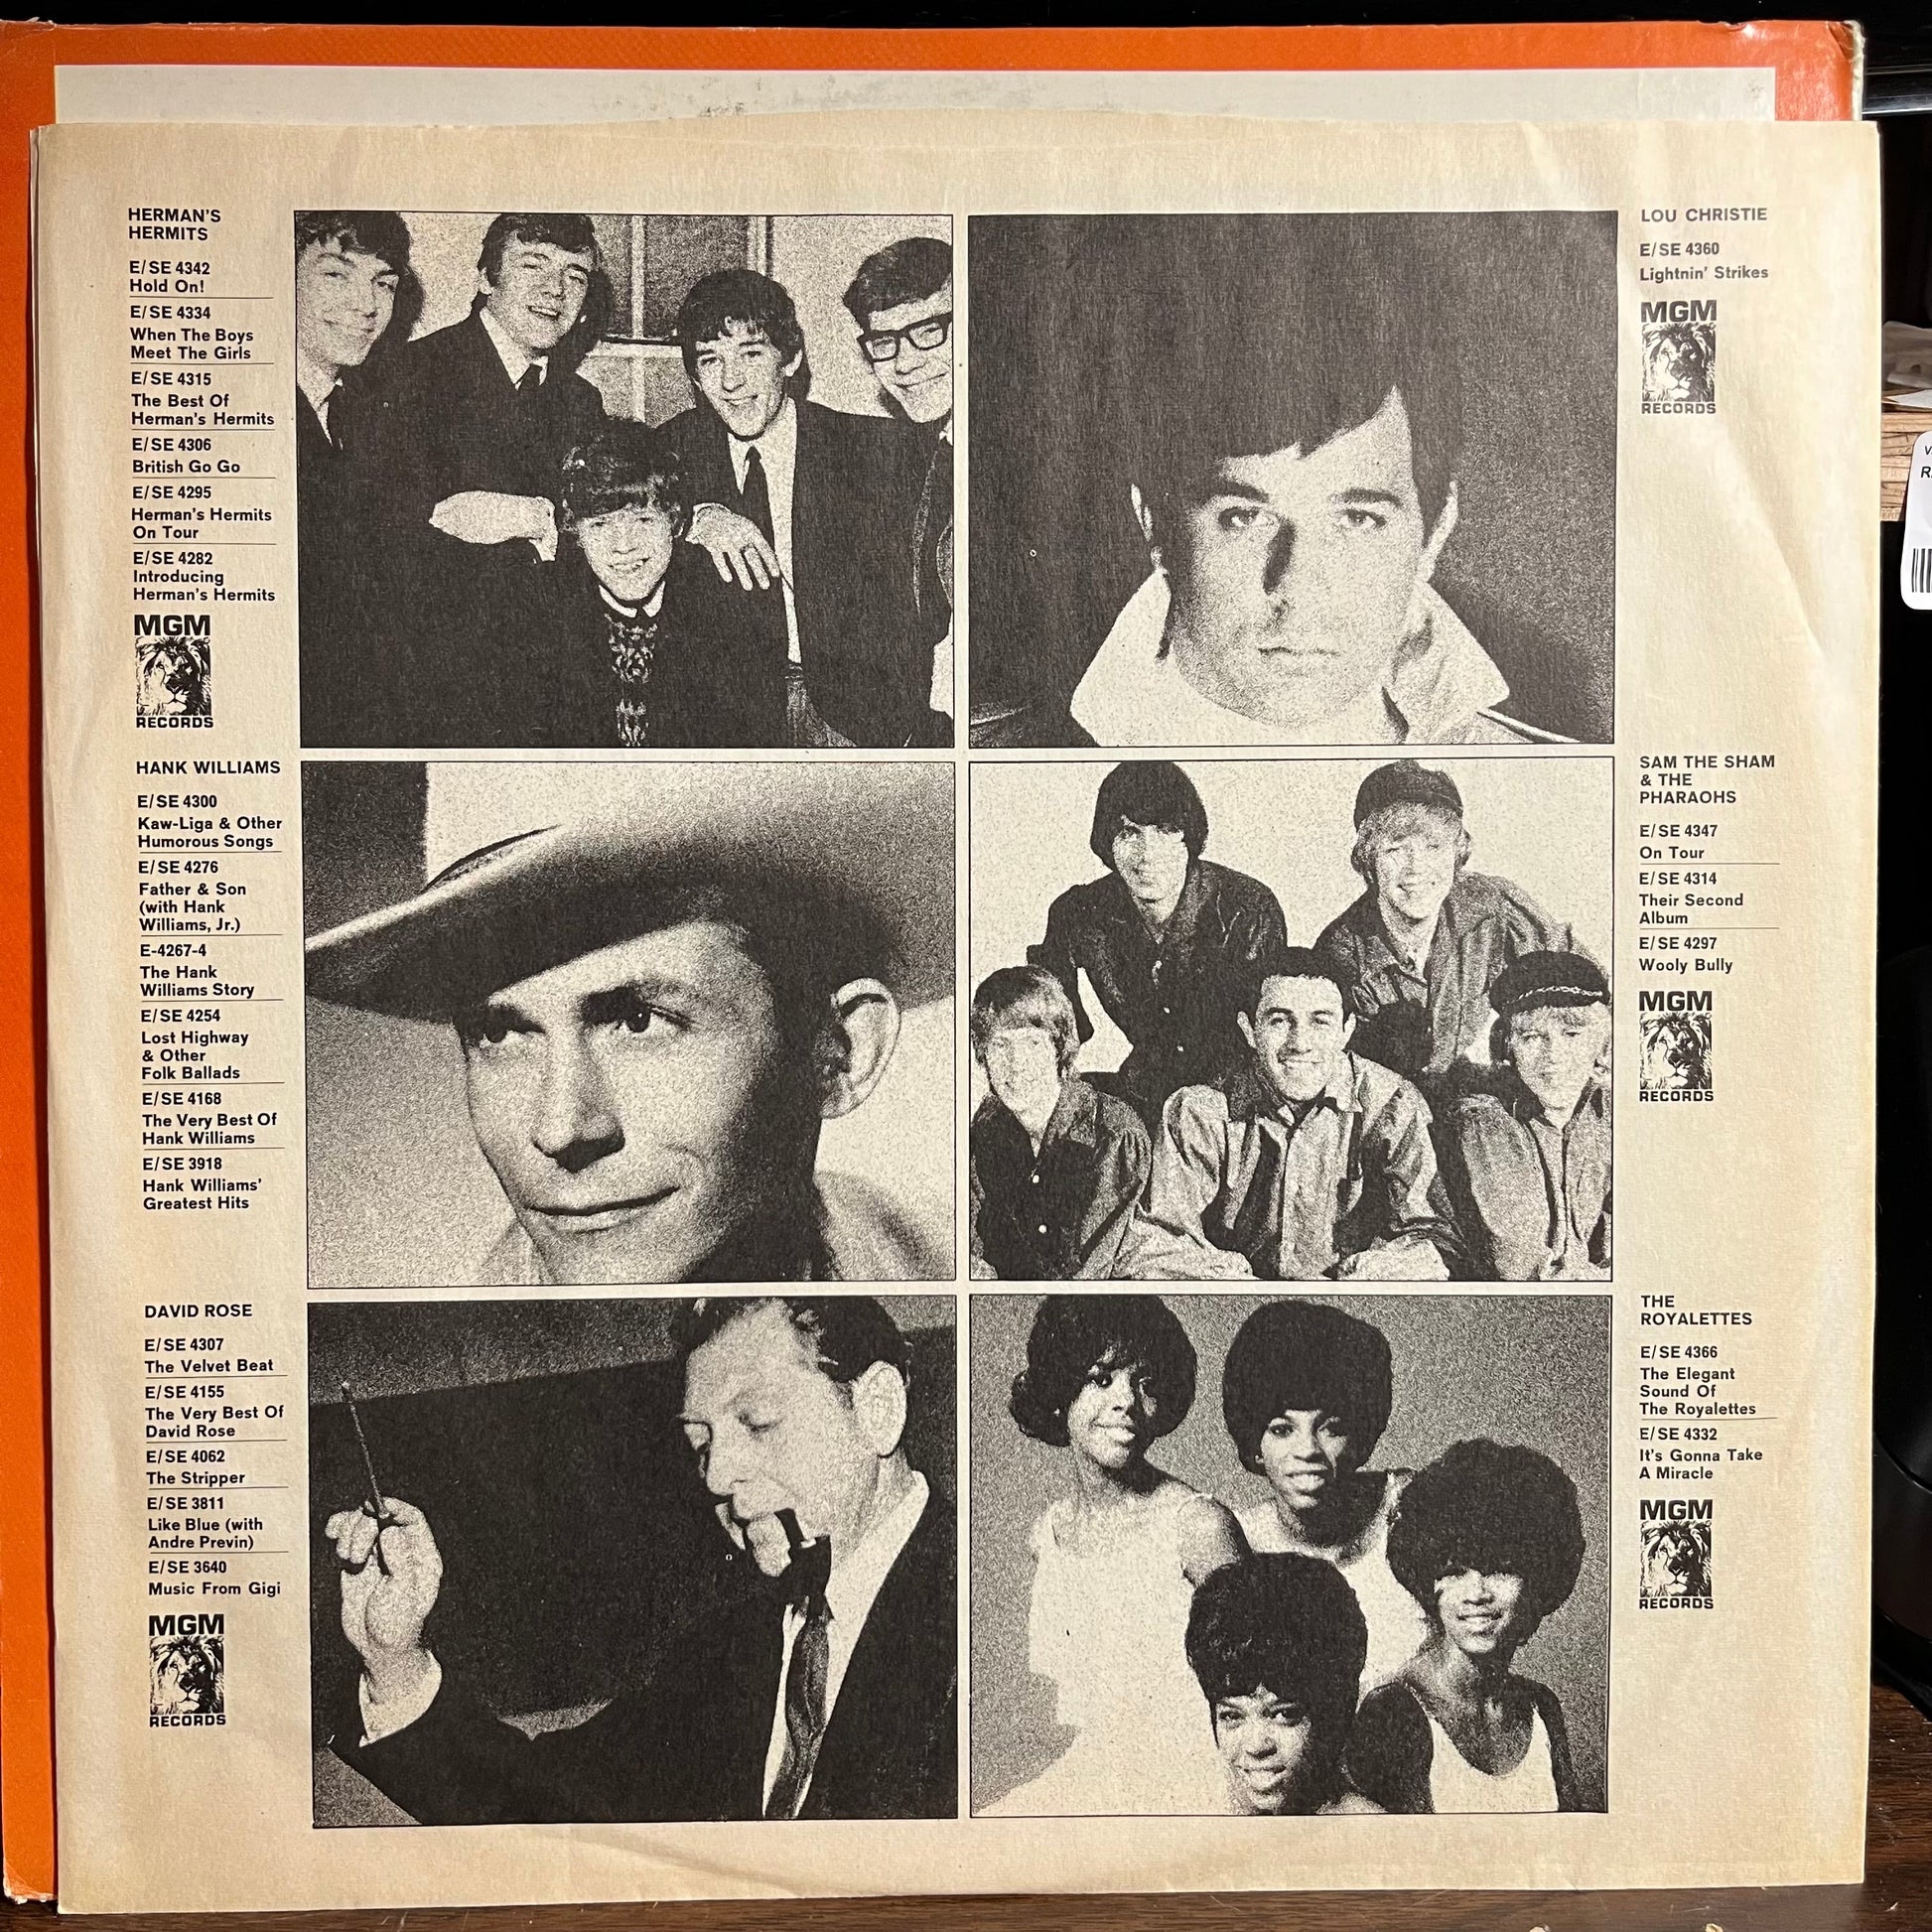 HERMAN'S
HERMITS
E/SE 4342
Hold On!
E/SE 4334
When The Boys
Meet The Girls
E/SE 4315
The Best Of
Herman's Hermits
E/SE 4306
British Go Go
E/SE 4295
Herman's Hermits
On Tour
E/SE 4282
Introducing
Herman's Hermits
MGM
RECORDS
LOU CHRISTIE
E/SE 4360
Lightnin' Strikes
MGM
RECORDS
HANK WILLIAMS
E/SE 4300
Kaw-Liga & Other
Humorous Songs
E/SE 4276
Father & Son
(with Hank
Williams, Jr.)
E-4267-4
The Hank
Williams Story
E/SE 4254
Lost Highway
& Other
Folk Ballads
E/SE 4168
The Very Best Of
Hank Williams
E/SE 3918
Hank Williams'
Greatest Hits
SAM THE SHAM
& THE
PHARAOHS
E/SE 4347
On Tour
E/SE 4314
Their Second
Album
E/SE 4297
Wooly Bully
MGM
RECORDS
DAVID ROSE
E/SE 4307
The Velvet Beat
E/SE 4155
The Very Best Of
David Rose
E/SE 4062
The Stripper
E/SE 3811
Like Blue (with
Andre Previn)
E/SE 3640
Music From Gigi
MGM
RECORDS
THE
ROYALETTES
E/SE 4366
The Elegant
Sound Of
The Royalettes
E/SE 4332
It's Gonna Take
A Miracle
MGM
RECORDS